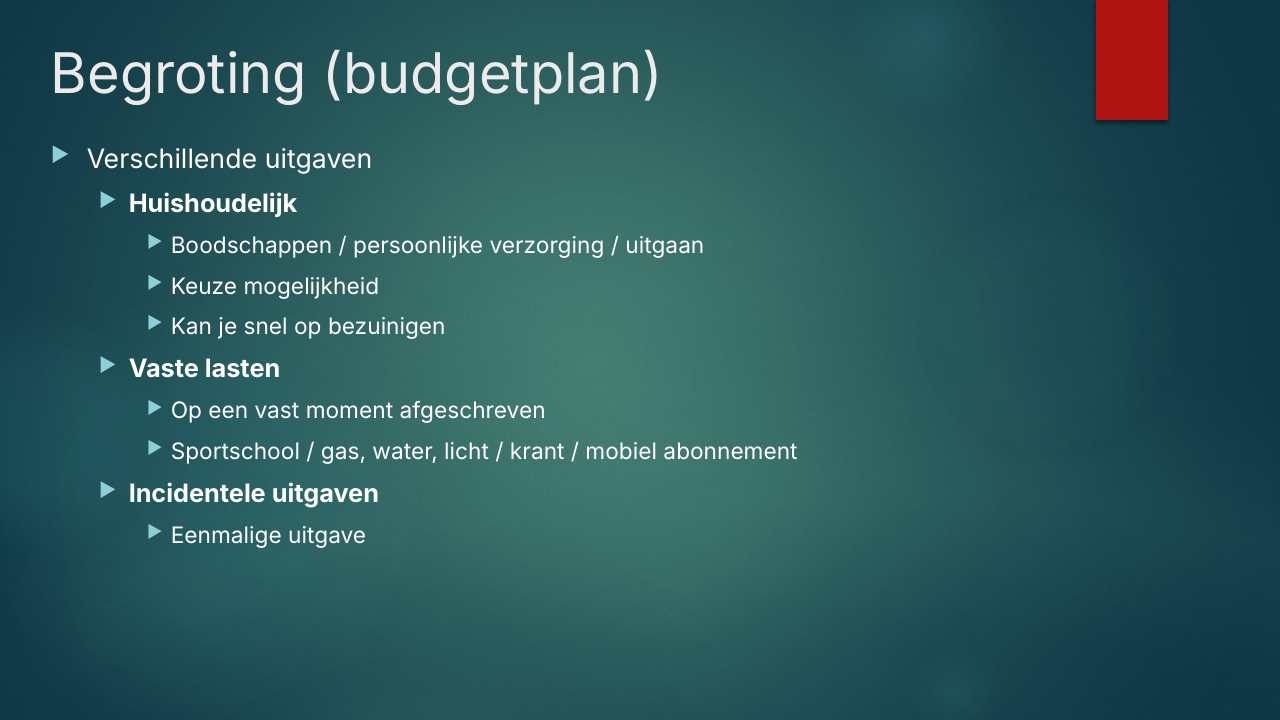 Begroting (budgetplan)
Verschillende uitgaven
Huishoudelijk
Boodschappen / persoonlijke verzorging / uitgaan
Keuze mogelijkheid
Kan je snel op bezuinigen
Vaste lasten
Op een vast moment afgeschreven
Sportschool / gas, water, licht / krant / mobiel abonnement
Incidentele uitgaven
Eenmalige uitgave